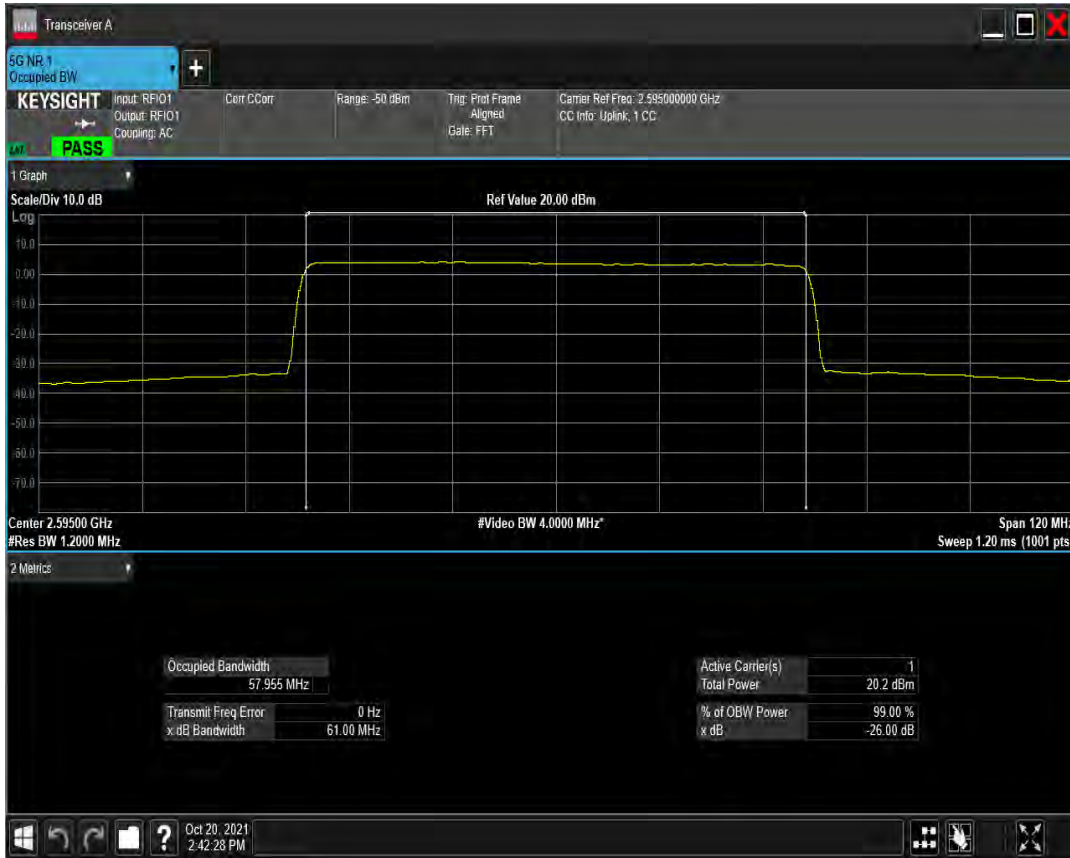 Transceiver A
5G NR 1
Occupied BW
+
KEYSIGHT
PASS
Input: RFIO1
Output: RFIO1
Coupling: AC
Corr CCorr
Range: -50 dBm
Trig: Prot Frame
Aligned
Gate: FFT
Carrier Ref Freq: 2.595000000 GHz
CC Info: Uplink, 1 CC
1 Graph
Scale/Div 10.0 dB
Ref Value 20.00 dBm
Log
10.0
0.00
-10.0
-20.0
-30.0
-40.0
-50.0
-60.0
-70.0
Center 2.59500 GHz
#Video BW 4.0000 MHz*
Span 120 MHz
#Res BW 1.2000 MHz
Sweep 1.20 ms (1001 pts
2 Metrics
Occupied Bandwidth
57.955 MHz
Transmit Freq Error 0 Hz
x dB Bandwidth 61.00 MHz
Active Carrier(s) 1
Total Power 20.2 dBm
% of OBW Power 99.00 %
x dB -26.00 dB
?
Oct 20, 2021
2:42:28 PM